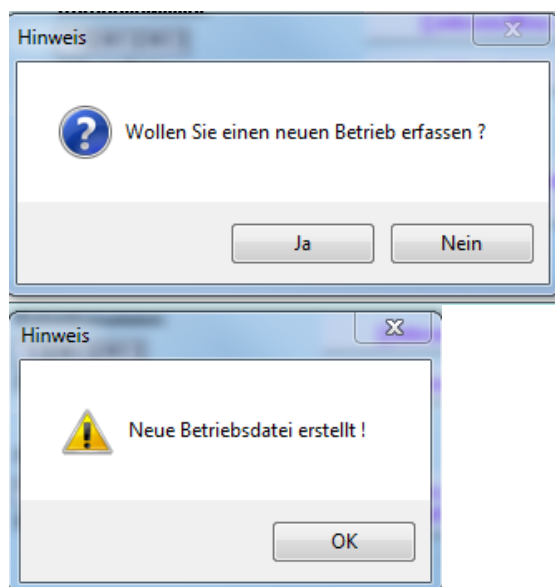 Hinweis
Wollen Sie einen neuen Betrieb erfassen ?
Ja Nein
Hinweis
Neue Betriebsdatei erstellt !
OK